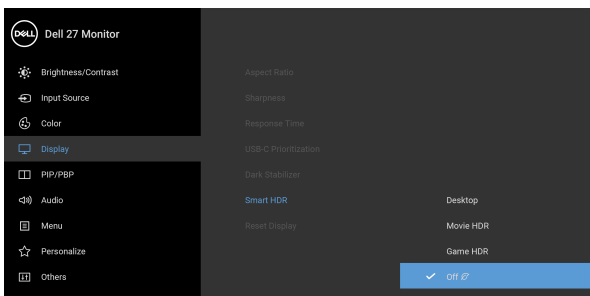 DELL Dell 27 Monitor
Brightness/Contrast Aspect Ratio
Input Source Sharpness
Color Response Time
Display USB-C Prioritization
PIP/PBP Dark Stabilizer
Audio Smart HDR Desktop
Menu Reset Display Movie HDR
Personalize Game HDR
Others Off